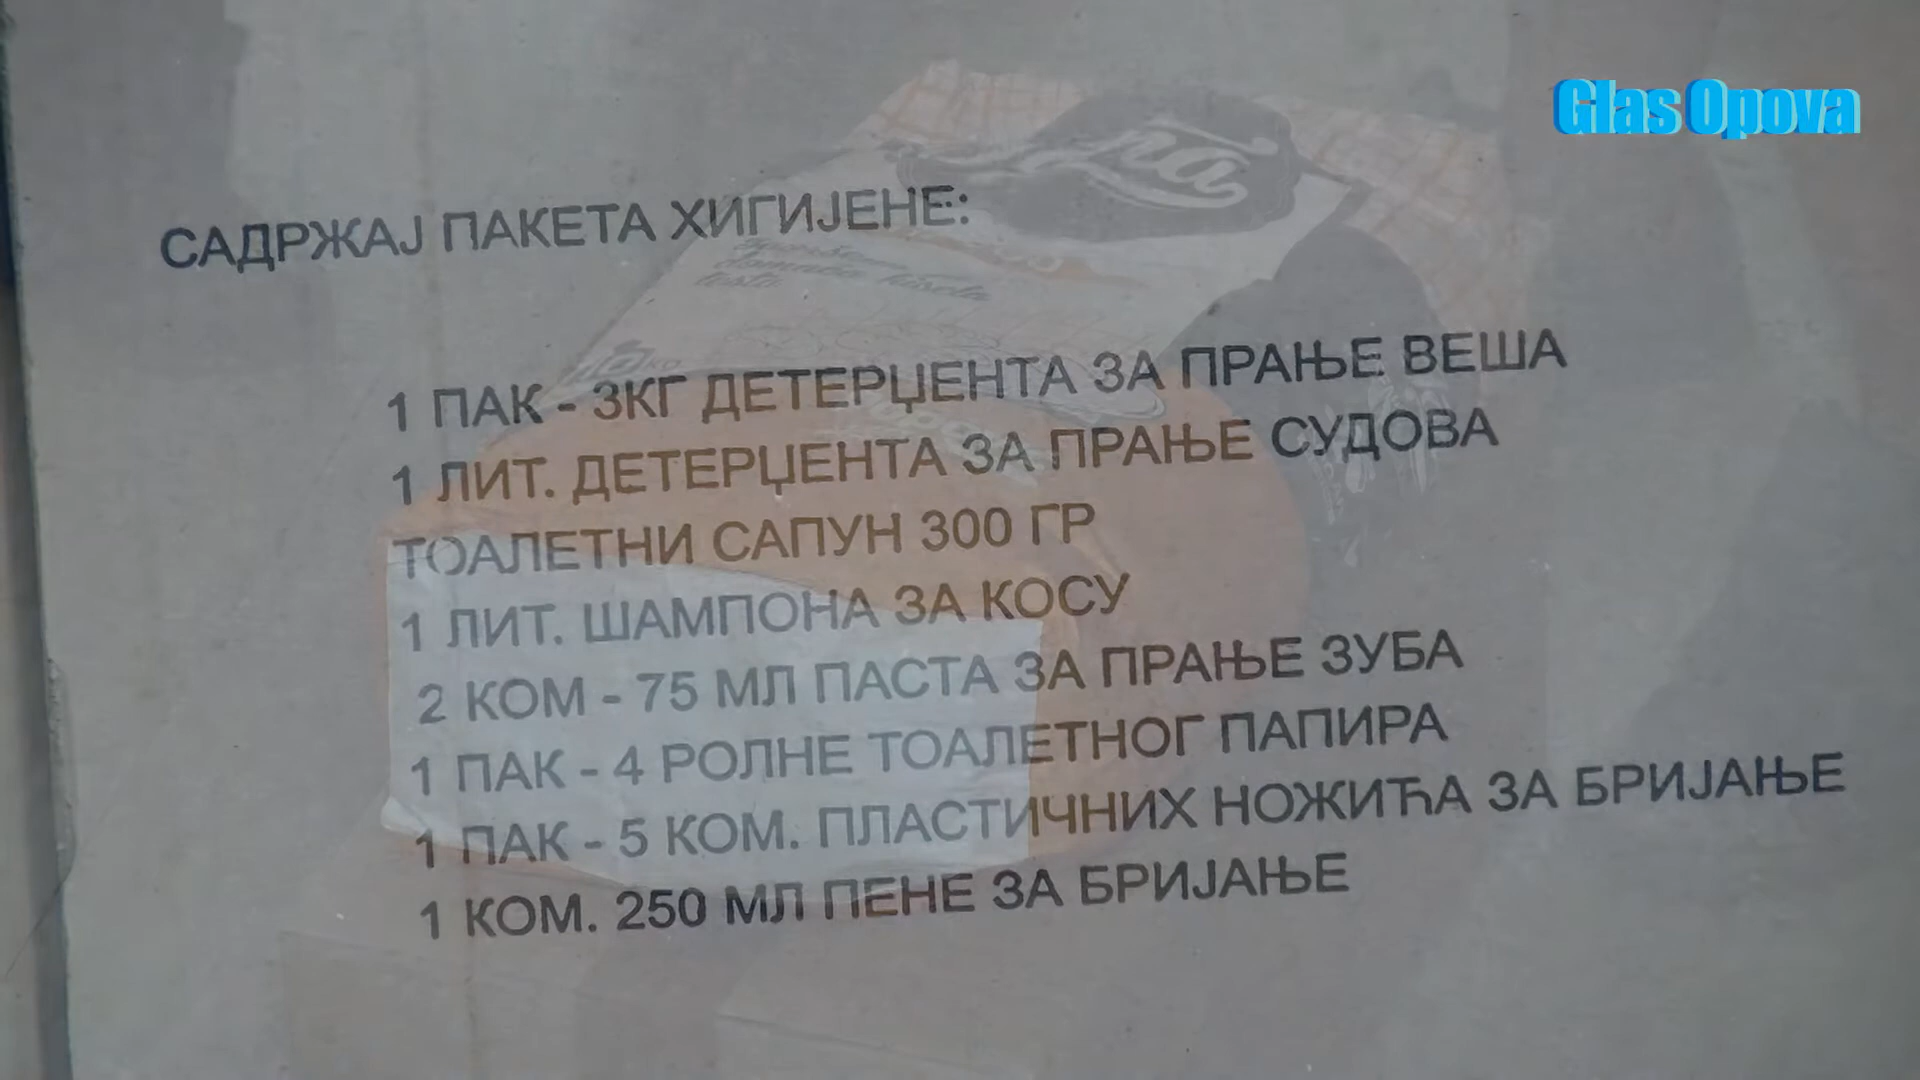 Glas Opova
САДРЖАЈ ПАКЕТА ХИГИЈЕНЕ:
1 ПАК - 3КГ ДЕТЕРЏЕНТА ЗА ПРАЊЕ ВЕША
1 ЛИТ. ДЕТЕРЏЕНТА ЗА ПРАЊЕ СУДОВА
ТОАЛЕТНИ САПУН 300 ГР
1 ЛИТ. ШАМПОНА ЗА КОСУ
2 КОМ - 75 МЛ ПАСТА ЗА ПРАЊЕ ЗУБА
1 ПАК - 4 РОЛНЕ ТОАЛЕТНОГ ПАПИРА
1 ПАК - 5 КОМ. ПЛАСТИЧНИХ НОЖИЋА ЗА БРИЈАЊЕ
1 КОМ. 250 МЛ ПЕНЕ ЗА БРИЈАЊЕ